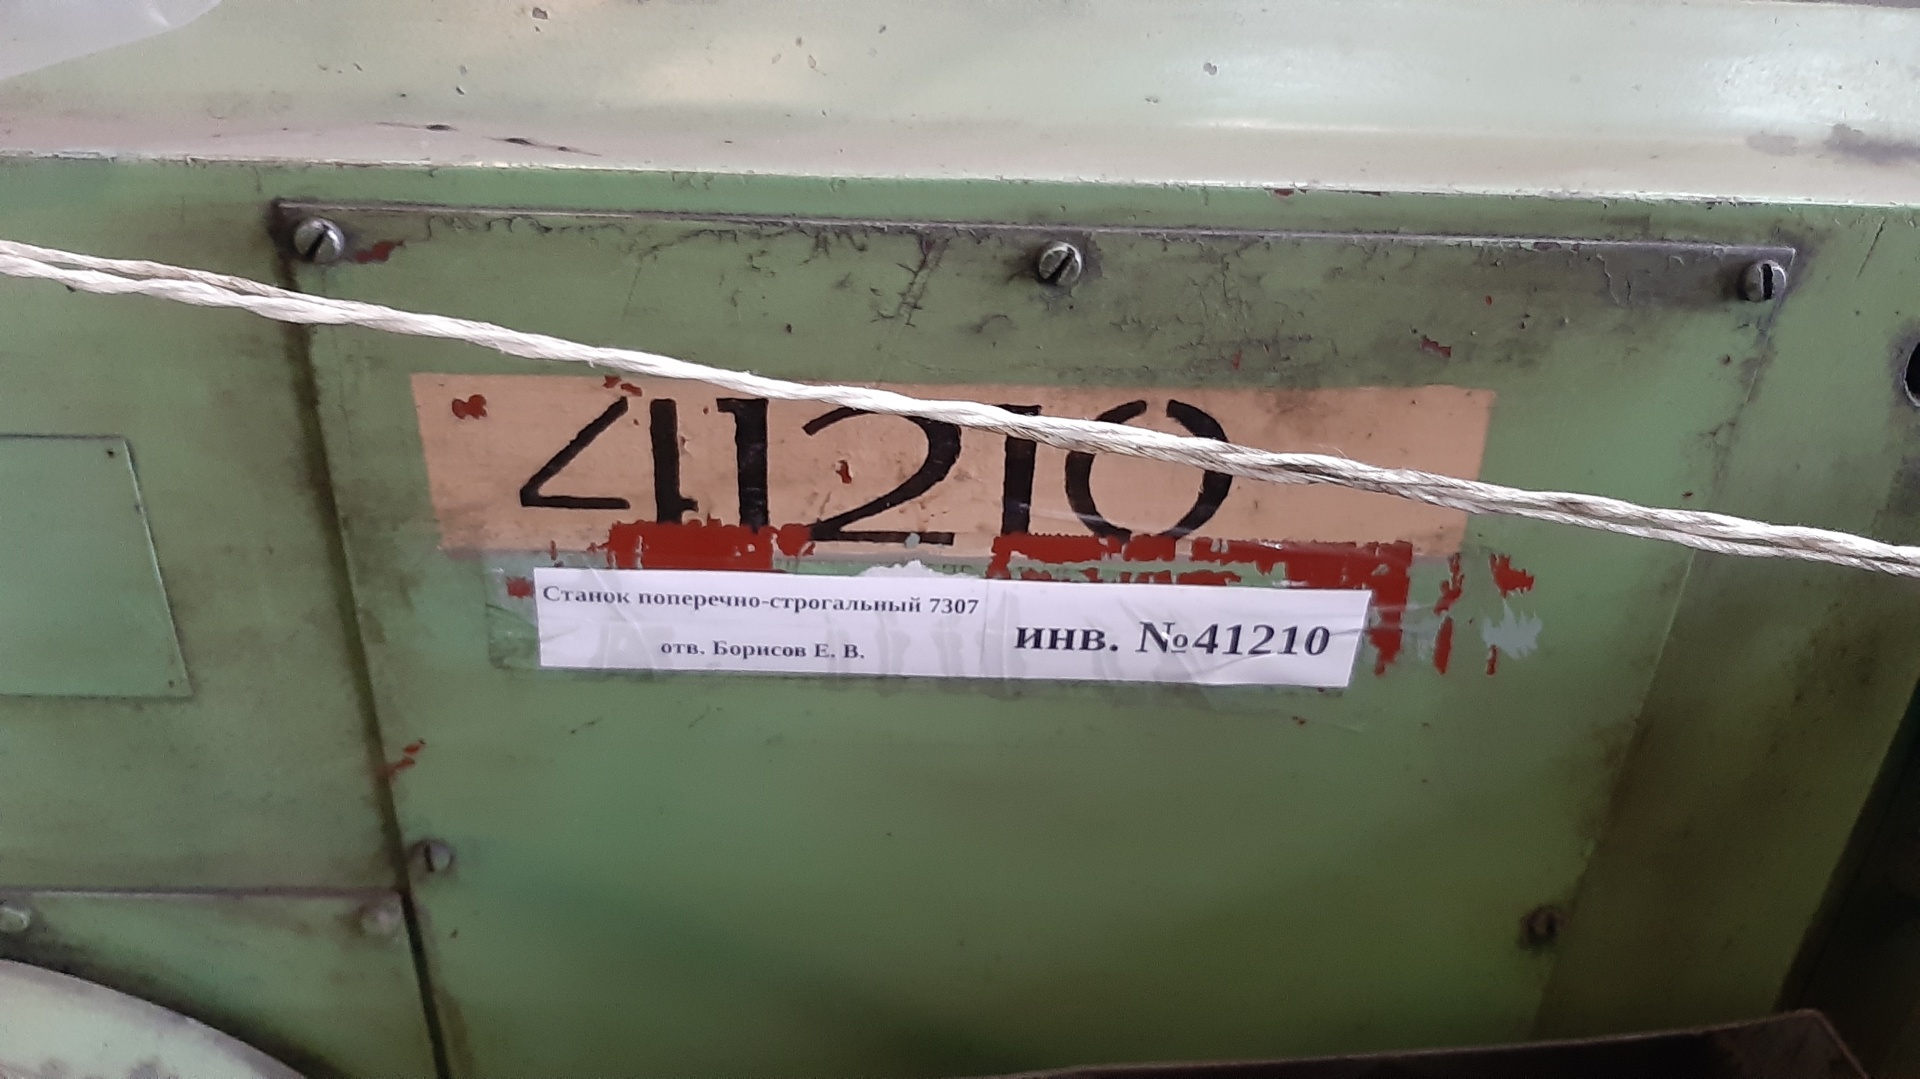 41210
Станок поперечно-строгальный 7307
отв. Борисов Е. В.
инв. №41210